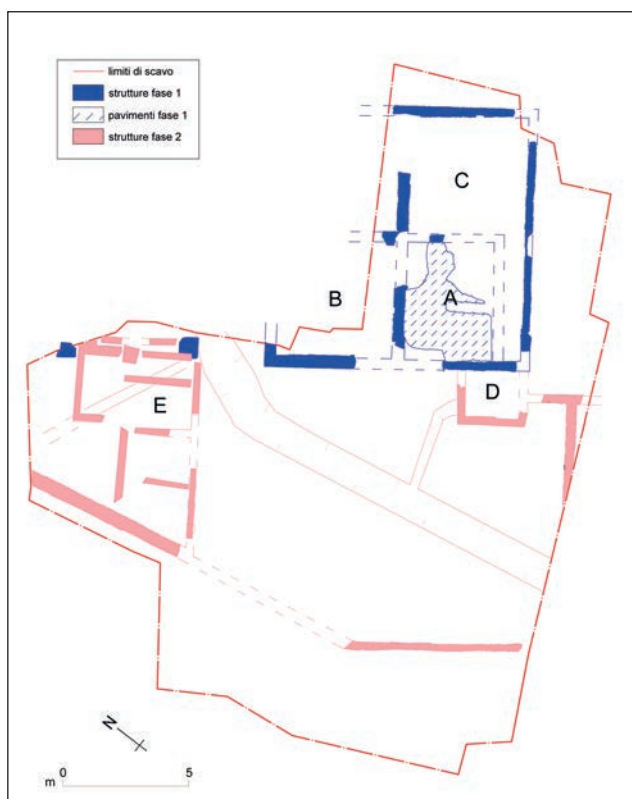 limiti di scavo
strutture fase 1
pavimenti fase 1
strutture fase 2
C
B
A
D
E
N
m 0 5